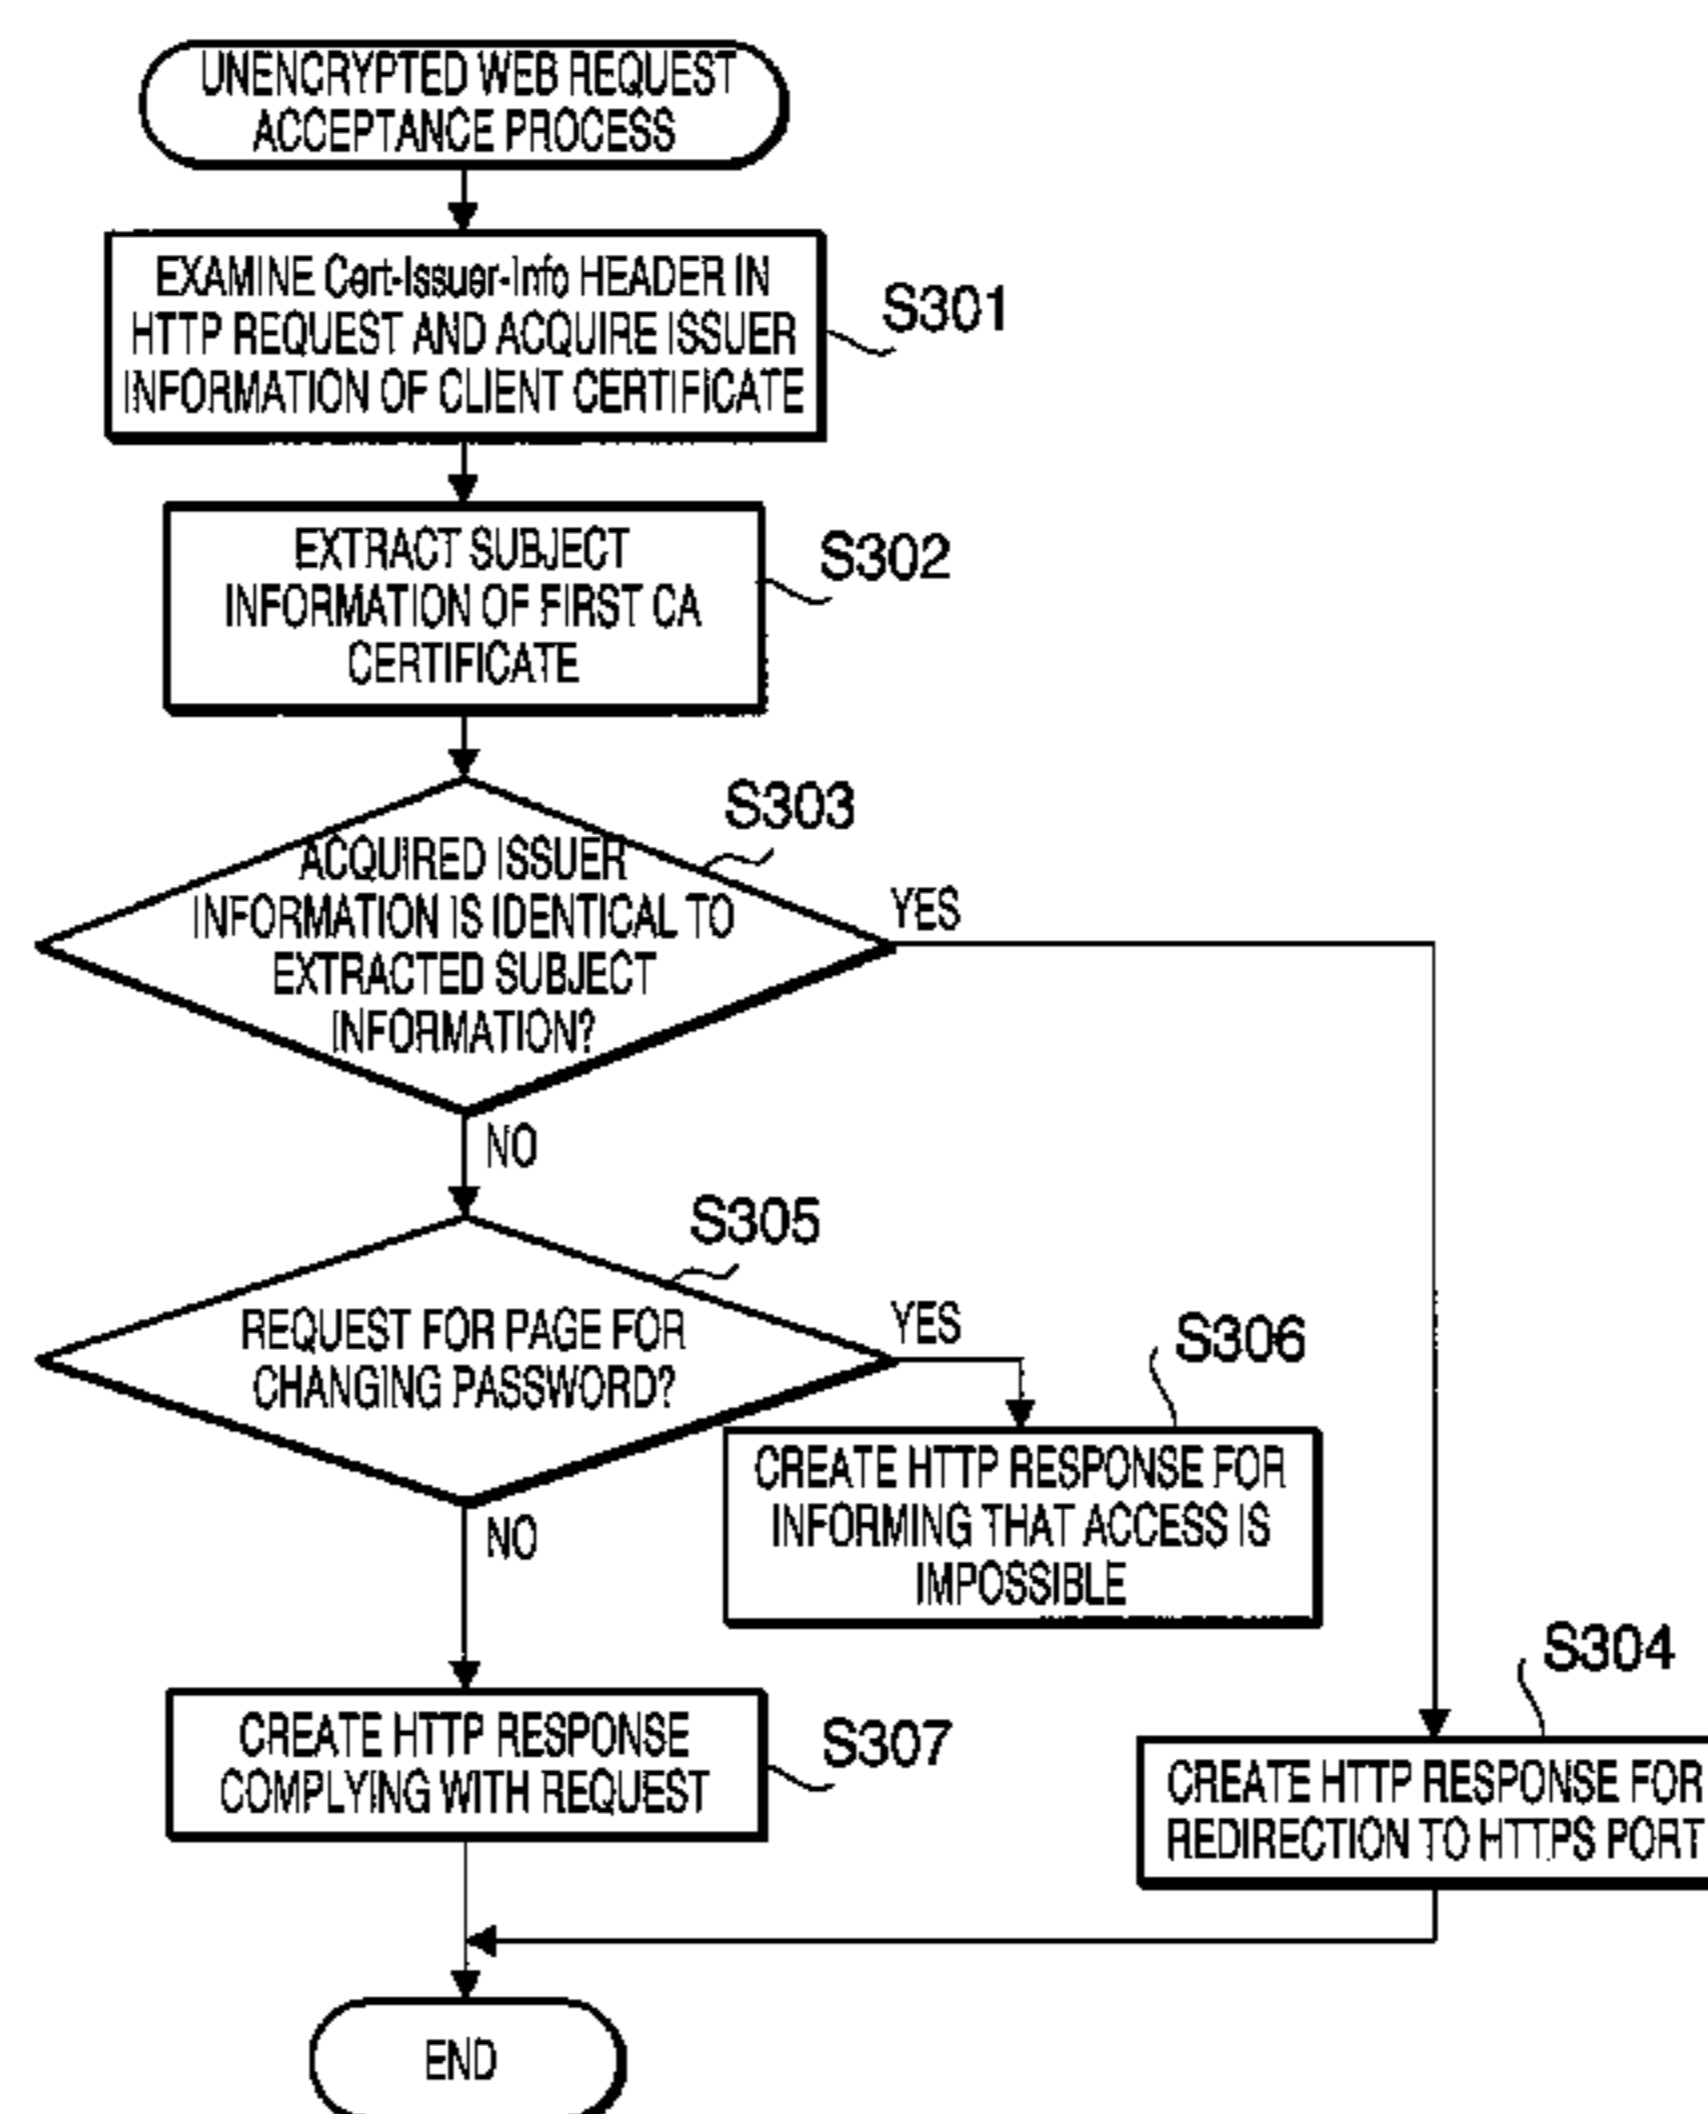 UNENCRYPTED WEB REQUEST
ACCEPTANCE PROCESS
EXAMINE Cert-Issuer-Info HEADER IN
HTTP REQUEST AND ACQUIRE ISSUER
INFORMATION OF CLIENT CERTIFICATE
S301
EXTRACT SUBJECT
INFORMATION OF FIRST CA
CERTIFICATE
S302
S303
ACQUIRED ISSUER
INFORMATION IS IDENTICAL TO
EXTRACTED SUBJECT
INFORMATION?
YES
NO
S305
REQUEST FOR PAGE FOR
CHANGING PASSWORD?
YES
S306
CREATE HTTP RESPONSE FOR
INFORMING THAT ACCESS IS
IMPOSSIBLE
NO
S304
CREATE HTTP RESPONSE
COMPLYING WITH REQUEST
S307
CREATE HTTP RESPONSE FOR
REDIRECTION TO HTTPS PORT
END